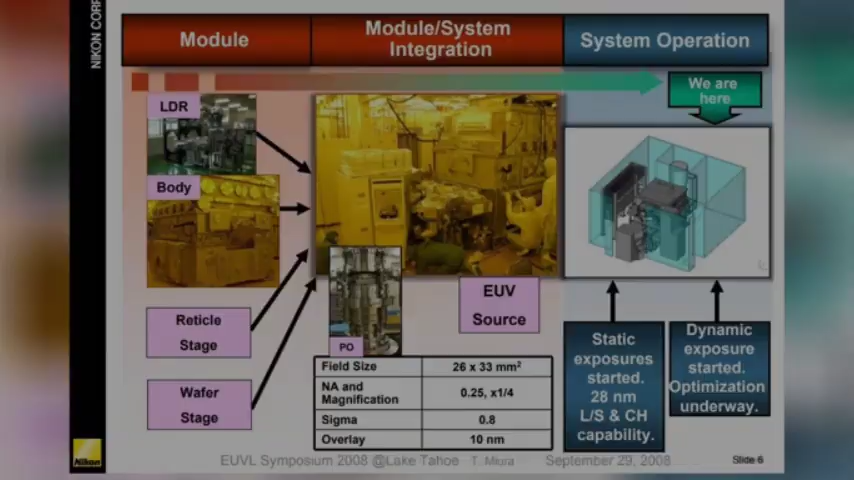 NIKON CORP
Module
Module/System
Integration
System Operation
We are
here
LDR
Body
Reticle
Stage
Wafer
Stage
PO
EUV
Source
Field Size 26 x 33 mm²
NA and
Magnification 0.25, x1/4
Sigma 0.8
Overlay 10 nm
Static
exposures
started.
28 nm
L/S & CH
capability.
Dynamic
exposure
started.
Optimization
underway.
Nikon
EUVL Symposium 2008 @Lake Tahoe T. Miura September 29, 2008
Slide 6